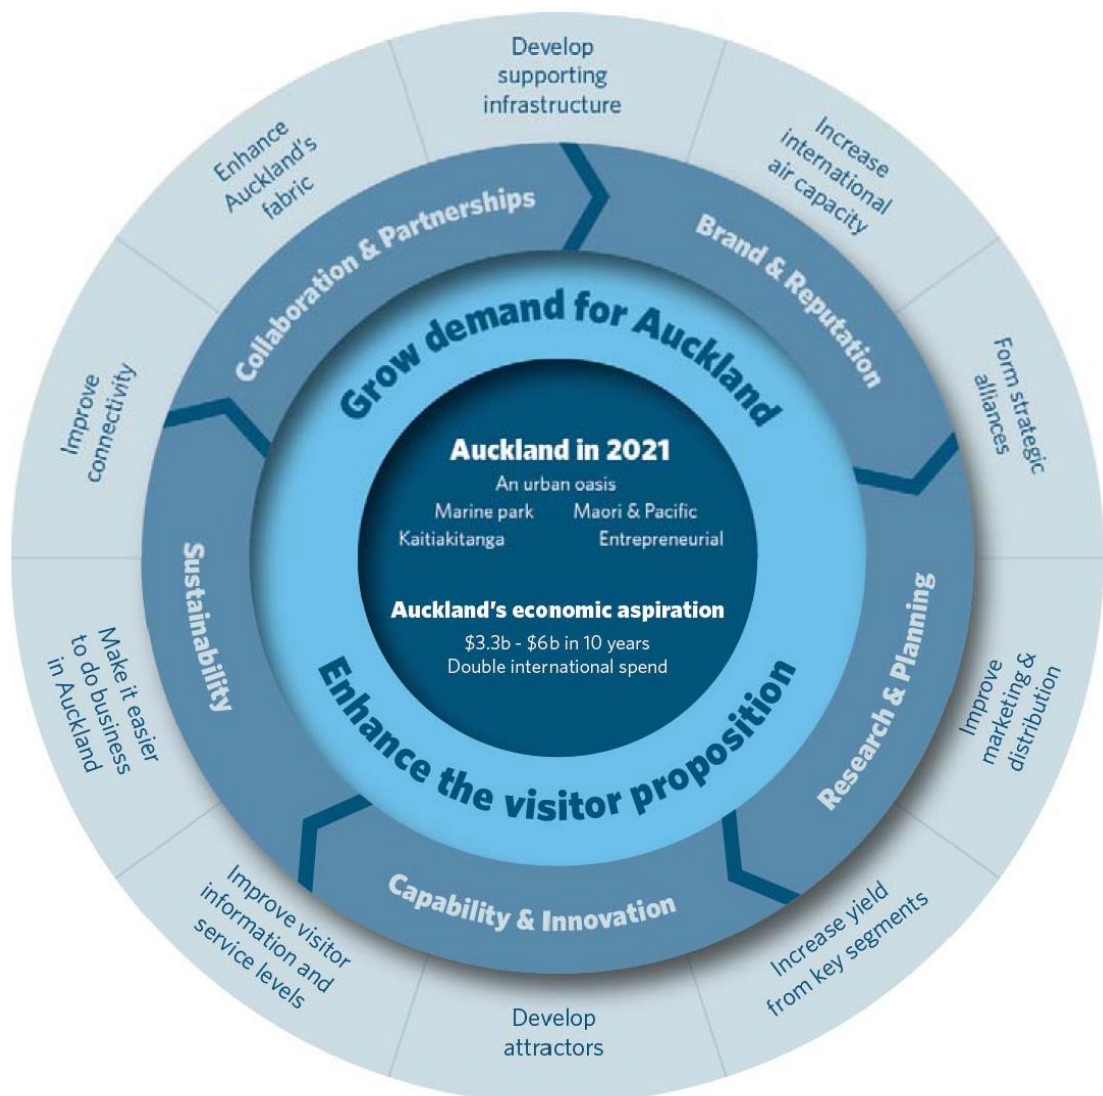 Develop
supporting
infrastructure
Increase
international
air capacity
Form strategic
alliances
Improve
marketing &
distribution
Increase yield
from key segments
Develop
attractors
Improve visitor
information and
service levels
Make it easier
to do business
in Auckland
Improve
connectivity
Enhance
Auckland's
fabric
Collaboration & Partnerships
Brand & Reputation
Research & Planning
Capability & Innovation
Sustainability
Grow demand for Auckland
Auckland in 2021
An urban oasis
Marine park Maori & Pacific
Kaitiakitanga Entrepreneurial
Auckland's economic aspiration
$3.3b - $6b in 10 years
Double international spend
Enhance the visitor proposition